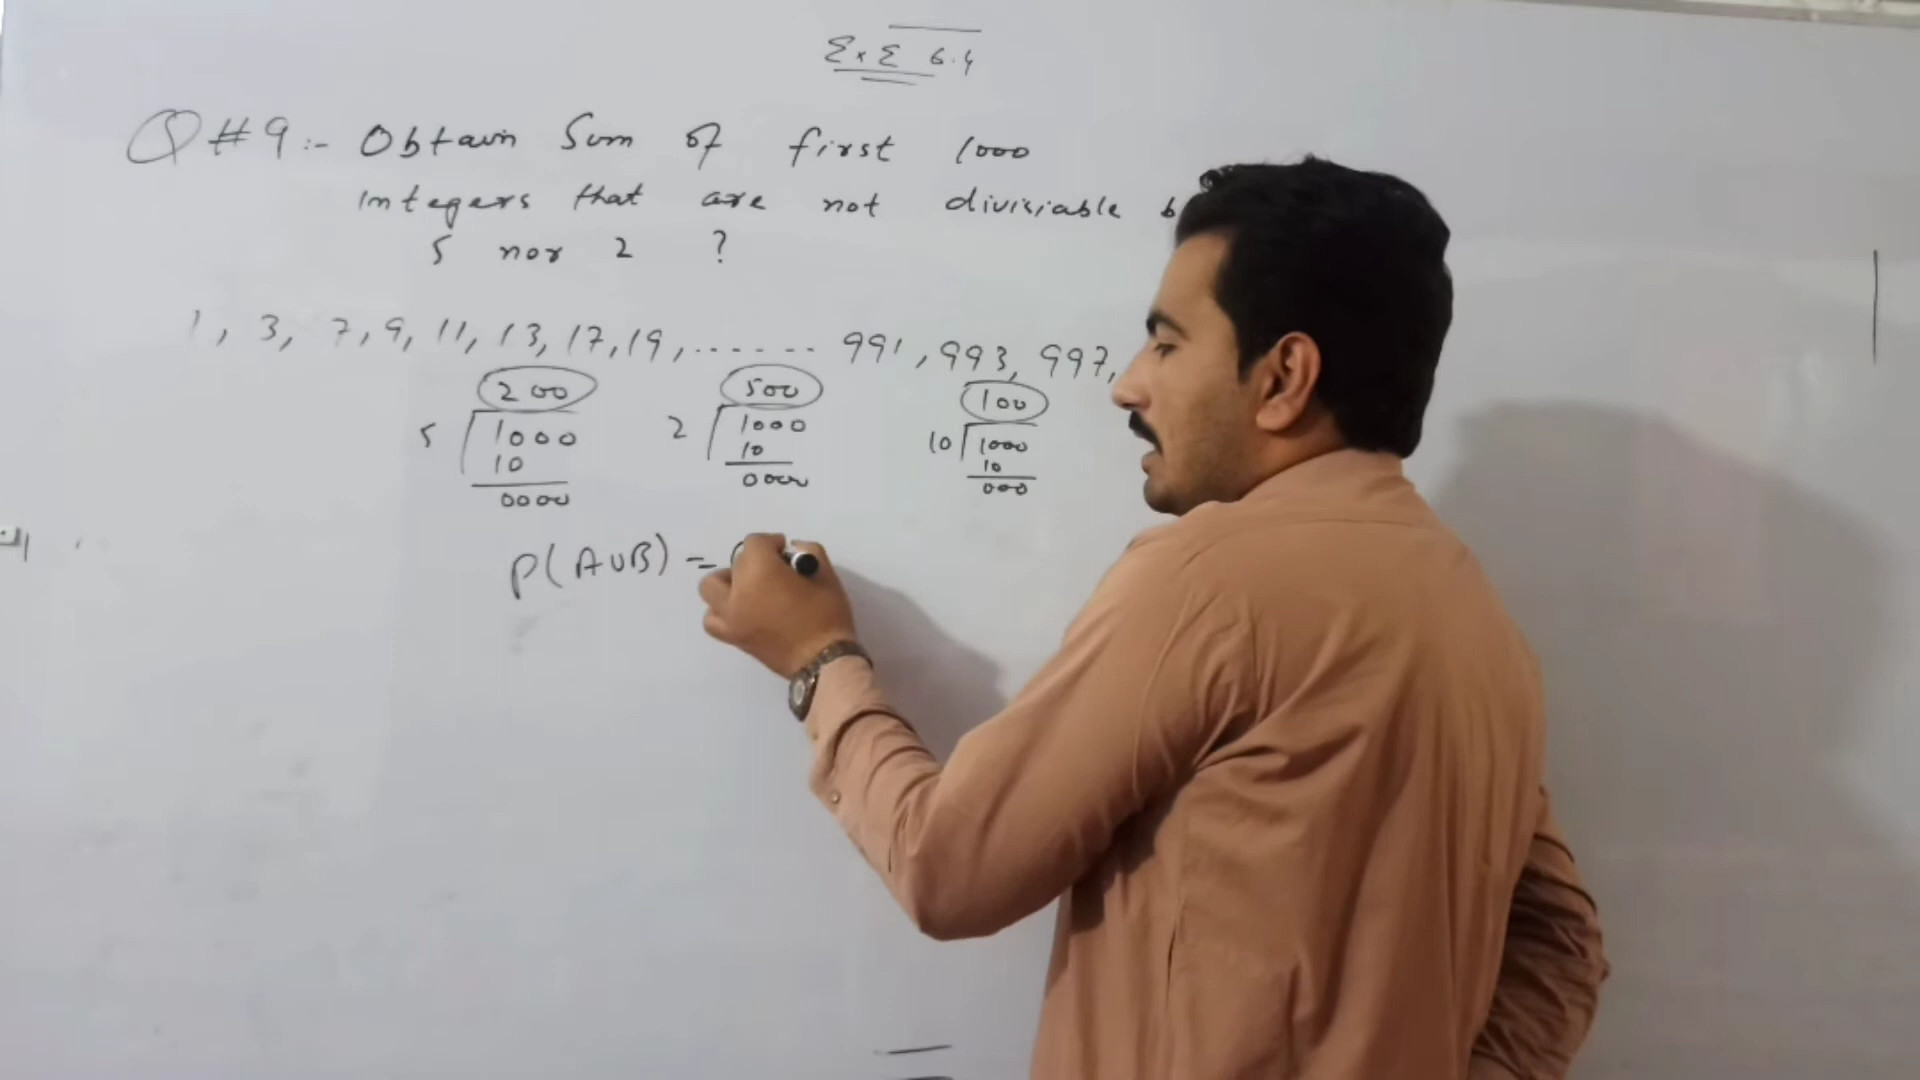 Exe 6.4
Q#9:- Obtain Sum of first 1000
integers that are not divisiable b
5 nor 2 ?
1, 3, 7, 9, 11, 13, 17, 19, ....... 991, 993, 997,
200 500 100
5 1000 2 1000 10 1000
10 10 10
0000 0000 000
P(A∪B) =